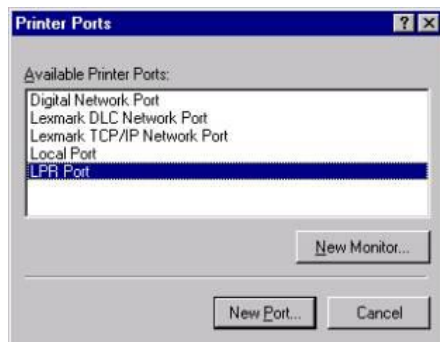 Printer Ports
Available Printer Ports:
Digital Network Port
Lexmark DLC Network Port
Lexmark TCP/IP Network Port
Local Port
LPR Port
New Monitor...
New Port... Cancel